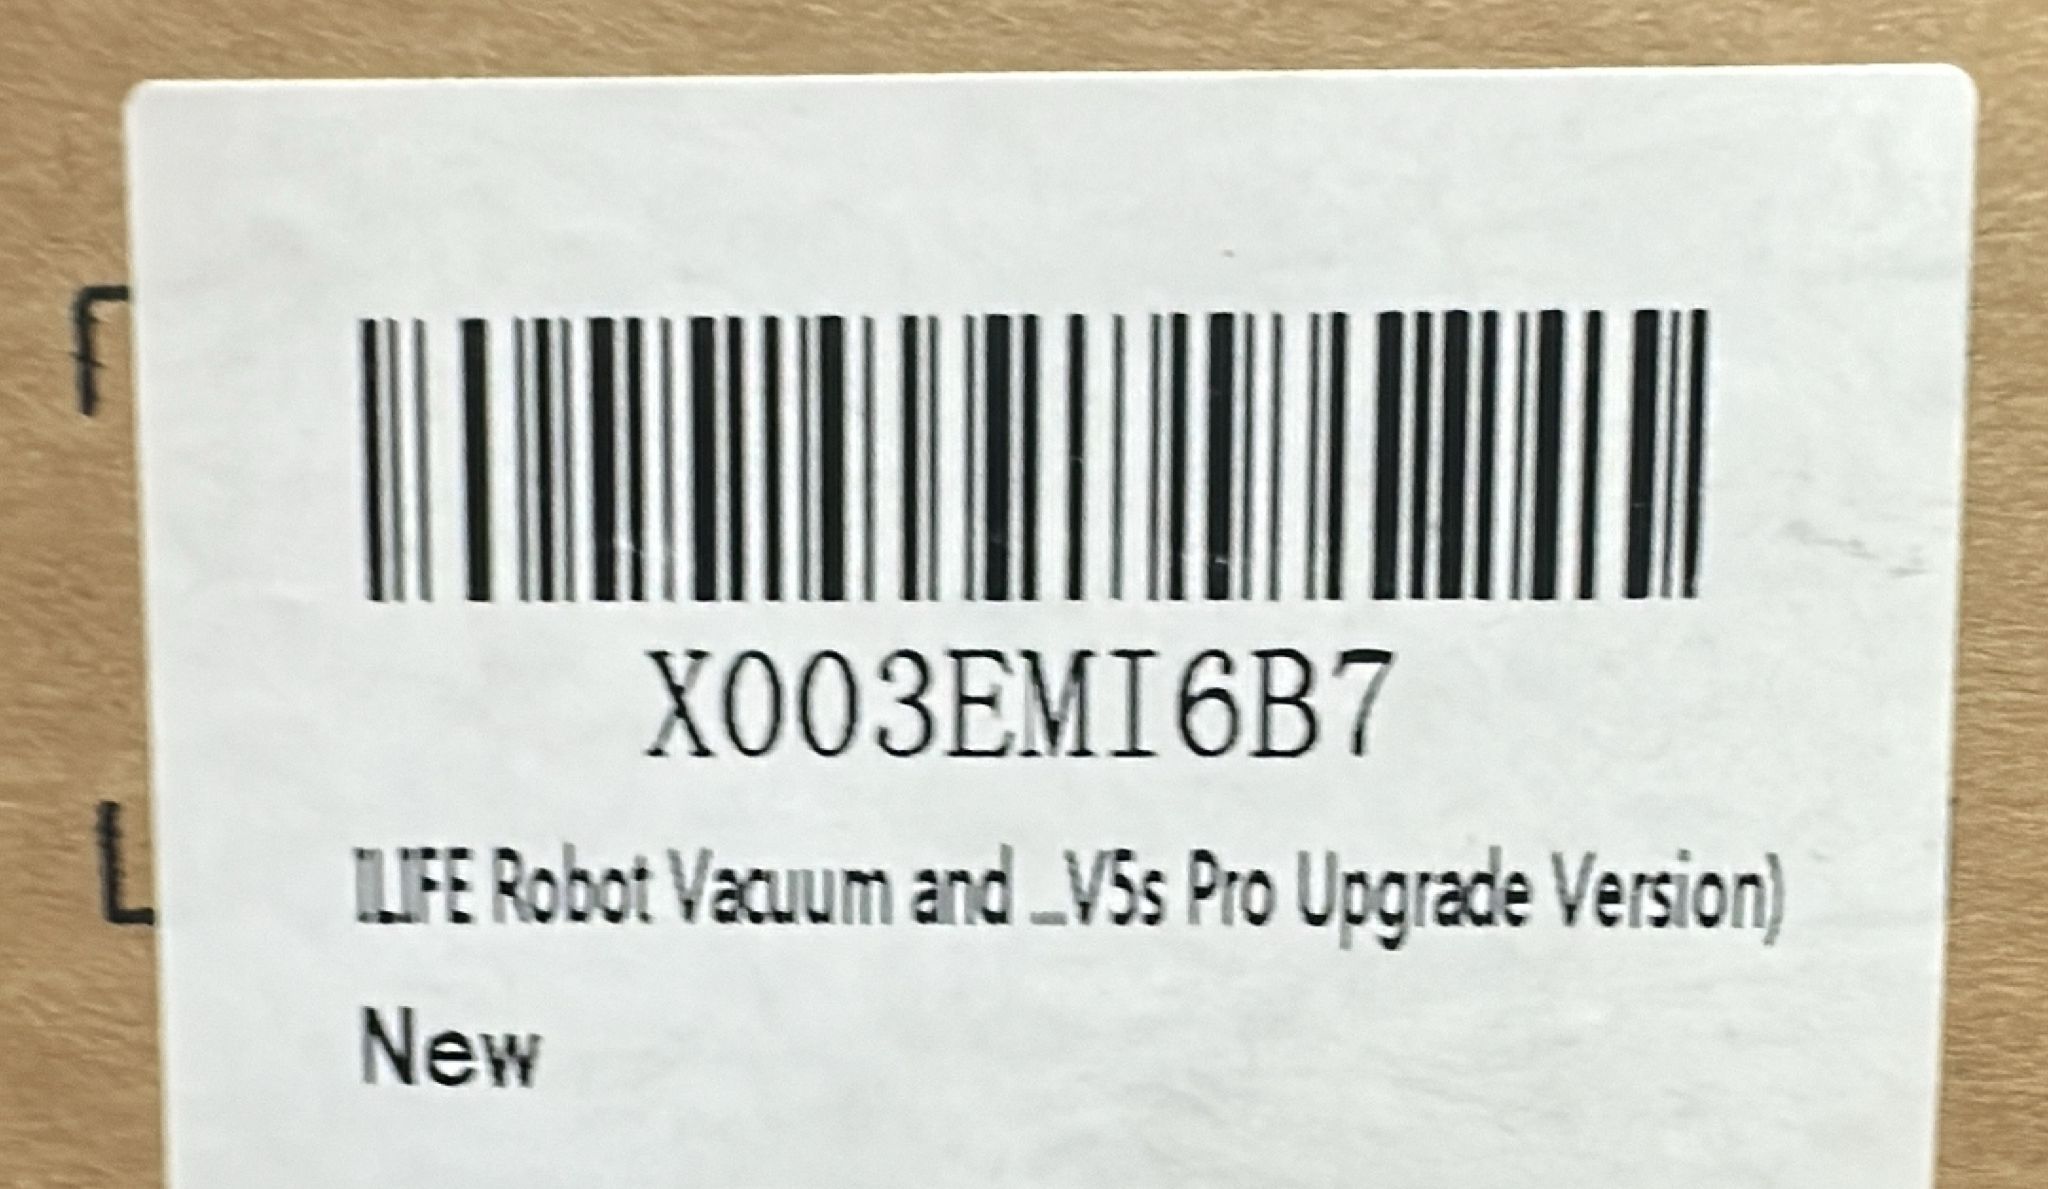 X003EMI6B7
ILIFE Robot Vacuum and ...V5s Pro Upgrade Version)
New